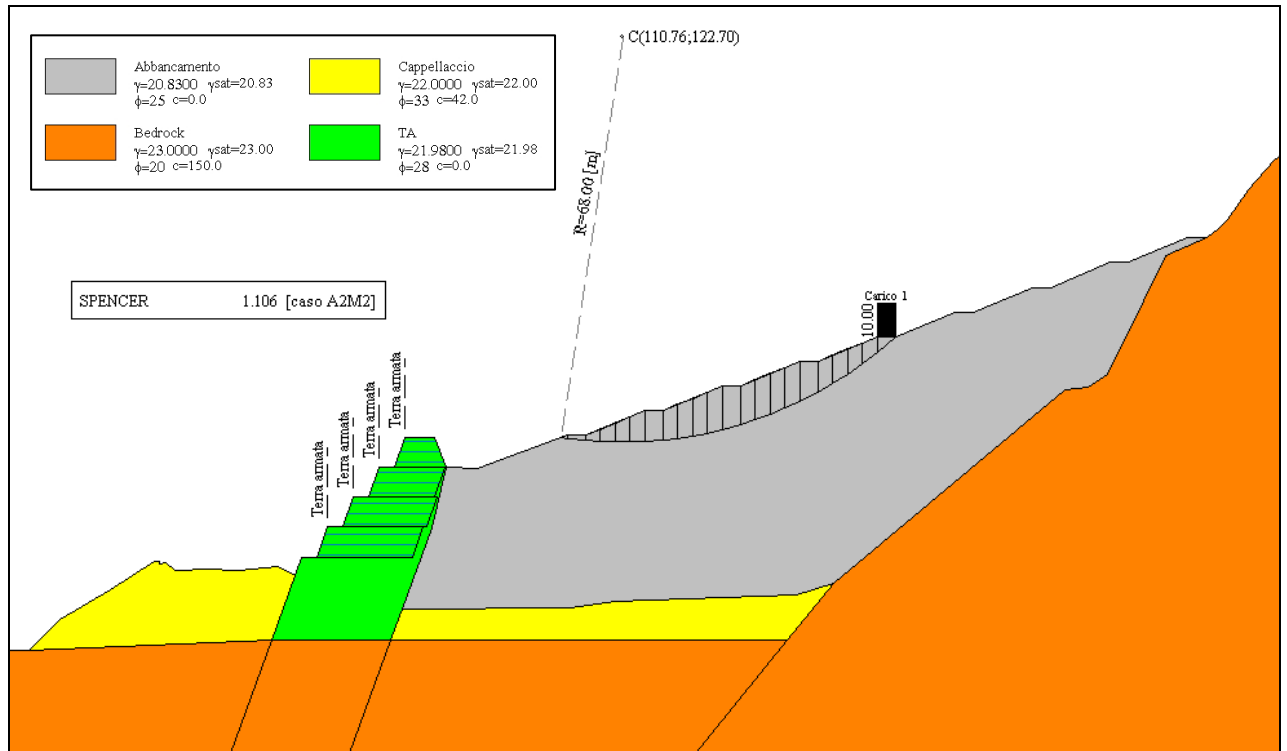 C(110.76;122.70)
Abbancamento
γ=20.8300 γsat=20.83
ϕ=25 c=0.0
Cappellaccio
γ=22.0000 γsat=22.00
ϕ=33 c=42.0
Bedrock
γ=23.0000 γsat=23.00
ϕ=20 c=150.0
TA
γ=21.9800 γsat=21.98
ϕ=28 c=0.0
R=68.00 [m]
SPENCER 1.106 [caso A2M2]
Carico 1
10.00
Terra armata
Terra armata
Terra armata
Terra armata